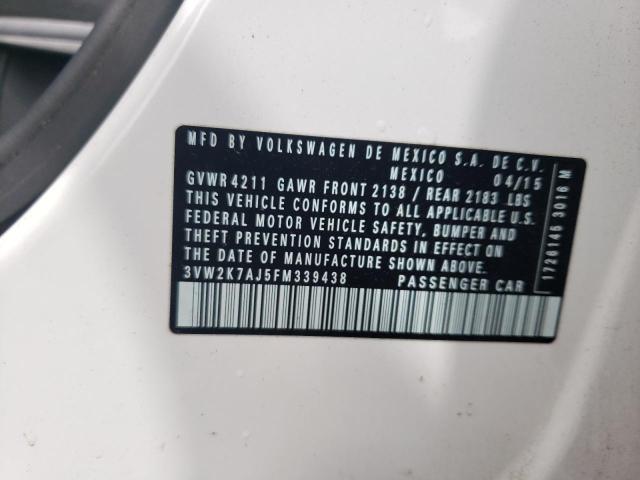 MFD BY VOLKSWAGEN DE MEXICO S.A. DE C.V.
MEXICO 04/15
GVWR 4211 GAWR FRONT 2138 / REAR 2183 LBS
THIS VEHICLE CONFORMS TO ALL APPLICABLE U.S.
FEDERAL MOTOR VEHICLE SAFETY, BUMPER AND
THEFT PREVENTION STANDARDS IN EFFECT ON
THE DATE OF MANUFACTURE SHOWN ABOVE.
3VW2K7AJ5FM339438 PASSENGER CAR
1726146 3016 M